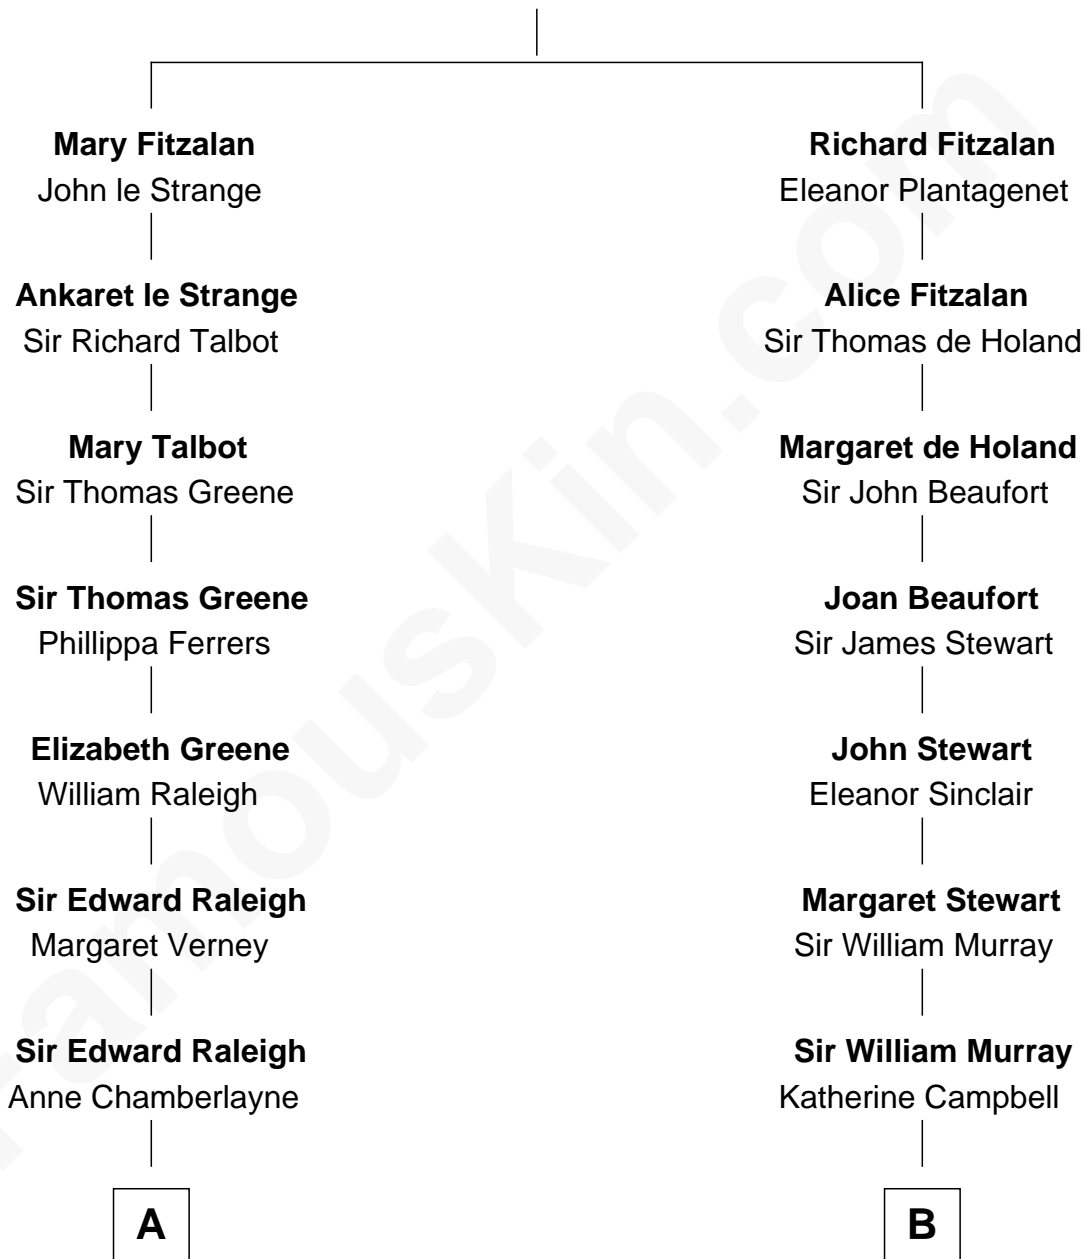 Mary Fitzalan
John le Strange
Ankaret le Strange
Sir Richard Talbot
Mary Talbot
Sir Thomas Greene
Sir Thomas Greene
Phillippa Ferrers
Elizabeth Greene
William Raleigh
Sir Edward Raleigh
Margaret Verney
Sir Edward Raleigh
Anne Chamberlayne
A
Richard Fitzalan
Eleanor Plantagenet
Alice Fitzalan
Sir Thomas de Holand
Margaret de Holand
Sir John Beaufort
Joan Beaufort
Sir James Stewart
John Stewart
Eleanor Sinclair
Margaret Stewart
Sir William Murray
Sir William Murray
Katherine Campbell
B
FamousKin.com